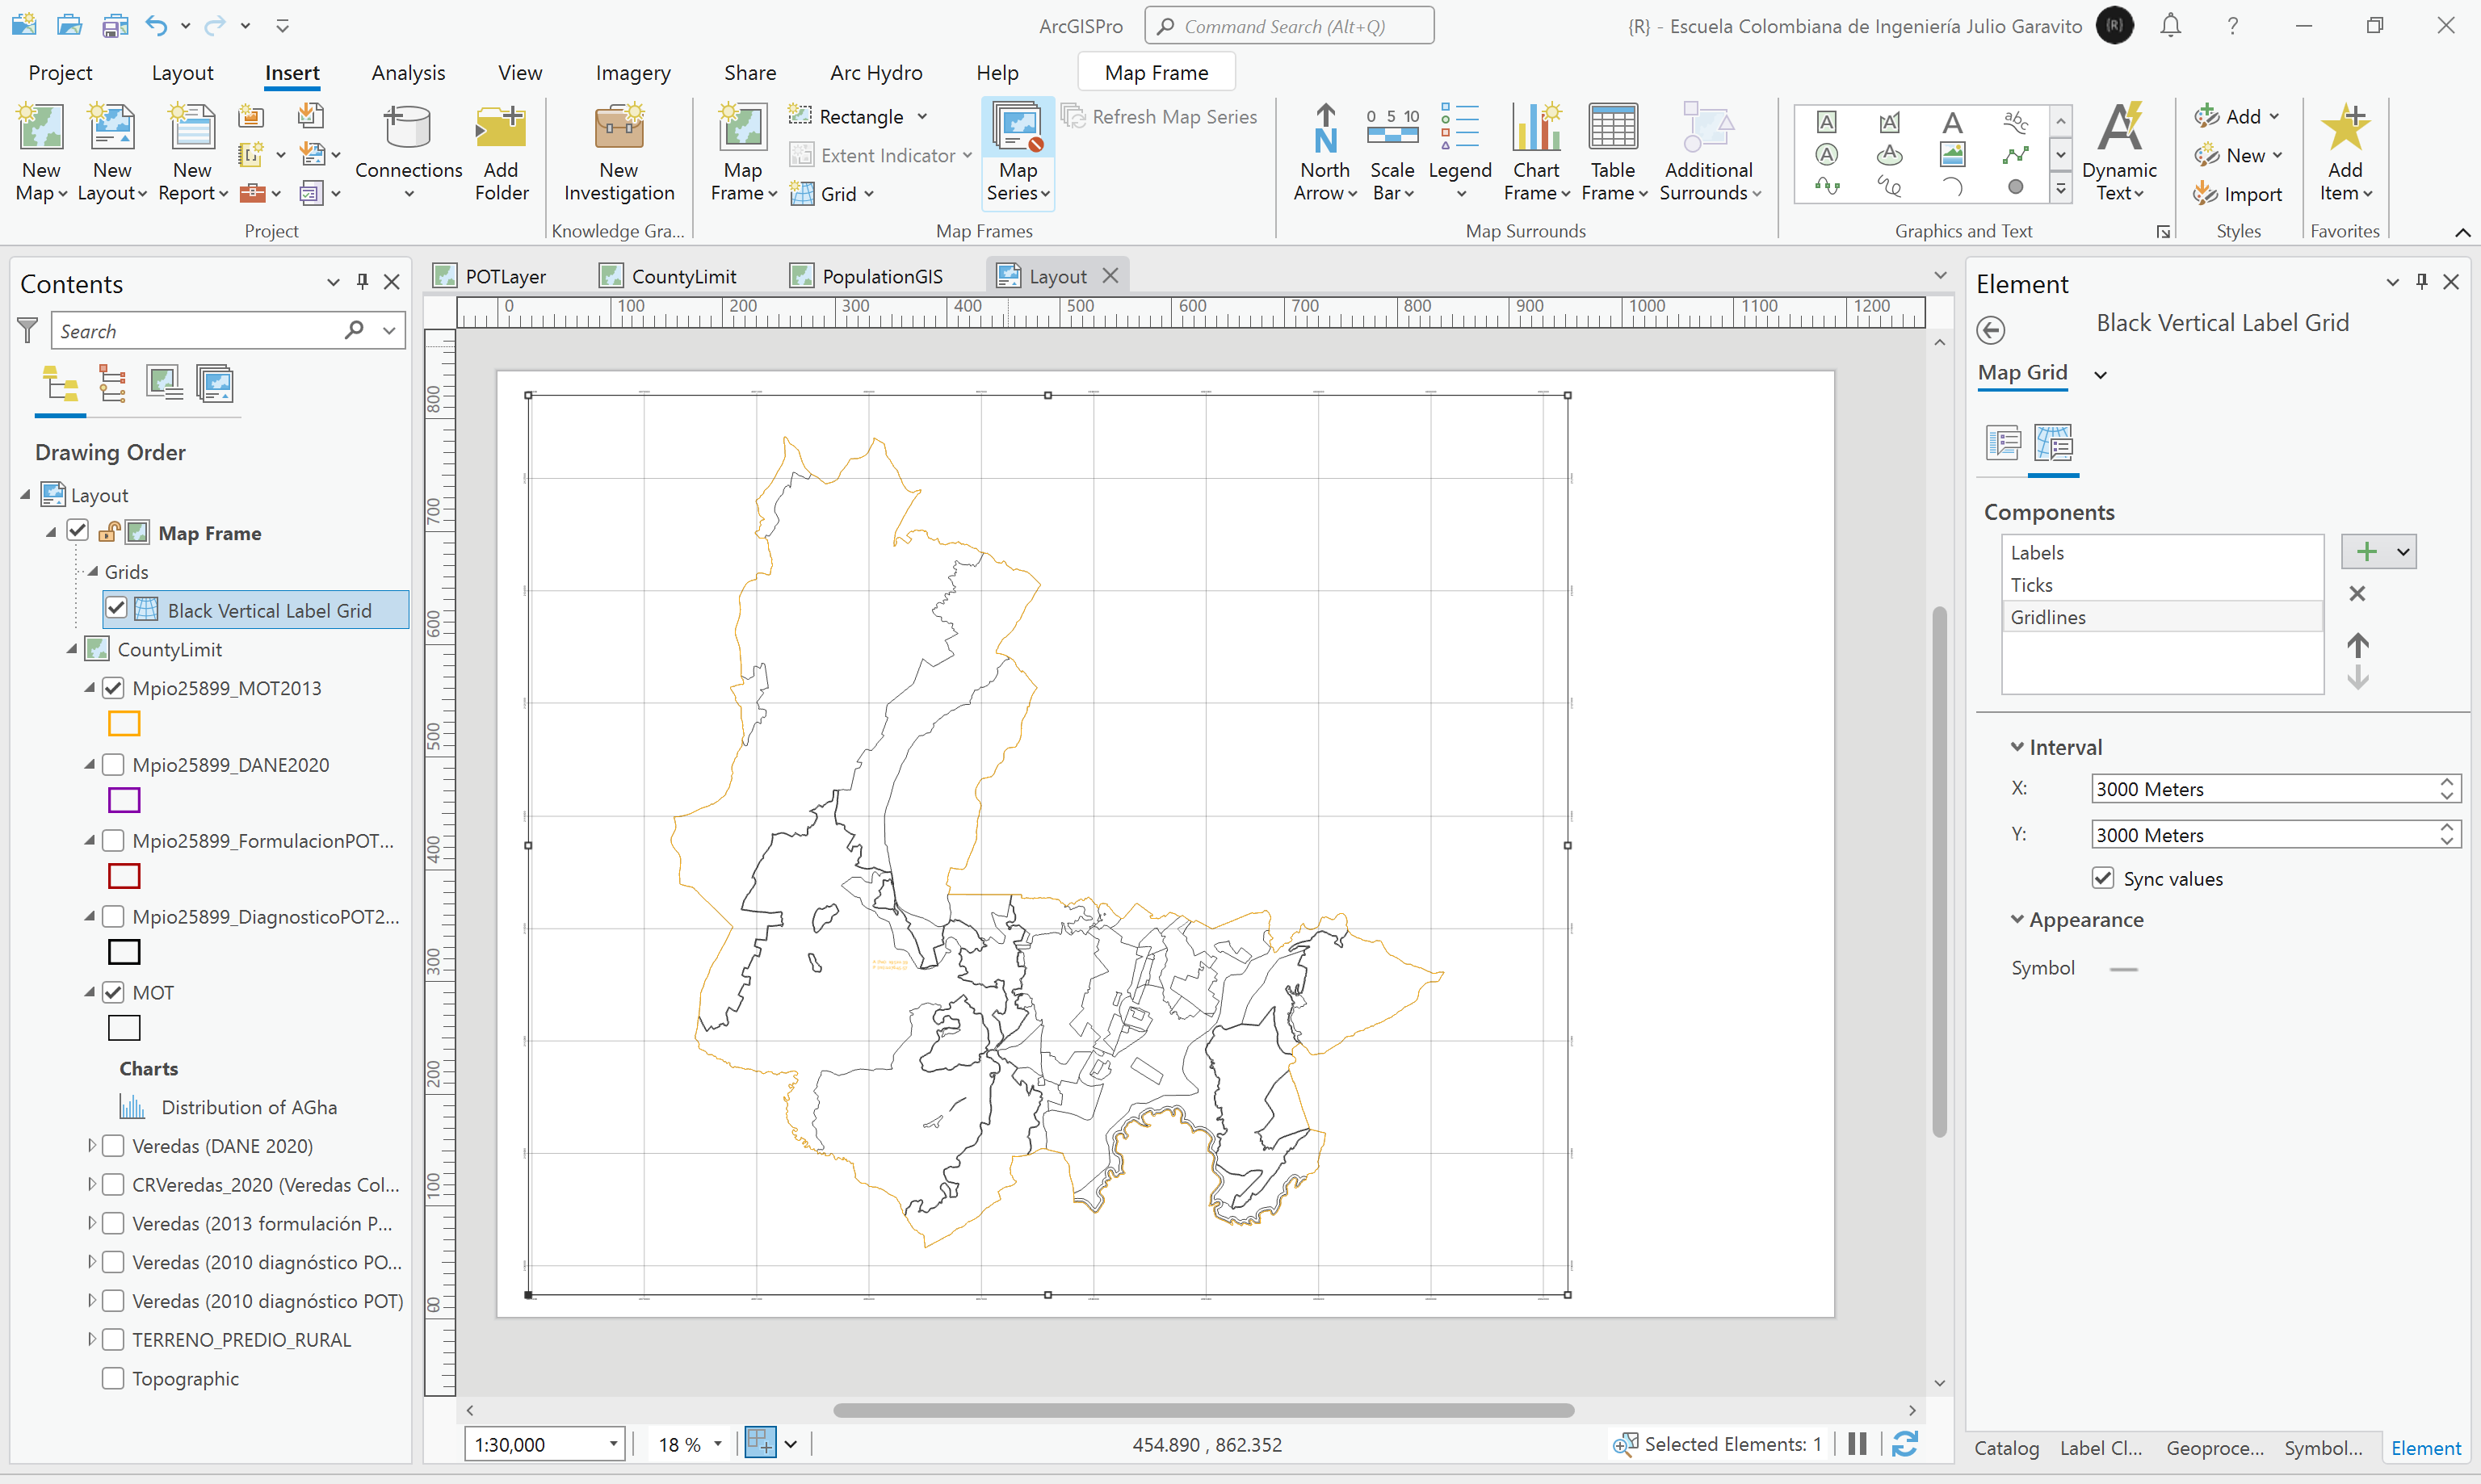 ArcGISPro
Command Search (Alt+Q)
{R} - Escuela Colombiana de Ingeniería Julio Garavito
{R}
Project
Layout
Insert
Analysis
View
Imagery
Share
Arc Hydro
Help
Map Frame
New Map
New Layout
New Report
Connections
Add Folder
Project
New Investigation
Knowledge Gra...
Map Frame
Rectangle
Extent Indicator
Grid
Map Series
Refresh Map Series
Map Frames
North Arrow
Scale Bar
Legend
Chart Frame
Table Frame
Additional Surrounds
Map Surrounds
Dynamic Text
Graphics and Text
Add
New
Import
Styles
Add Item
Favorites
Contents
Search
Drawing Order
Layout
Map Frame
Grids
Black Vertical Label Grid
CountyLimit
Mpio25899_MOT2013
Mpio25899_DANE2020
Mpio25899_FormulacionPOT...
Mpio25899_DiagnosticoPOT2...
MOT
Charts
Distribution of AGha
Veredas (DANE 2020)
CRVeredas_2020 (Veredas Col...
Veredas (2013 formulación P...
Veredas (2010 diagnóstico PO...
Veredas (2010 diagnóstico POT)
TERRENO_PREDIO_RURAL
Topographic
POTLayer
CountyLimit
PopulationGIS
Layout
0 100 200 300 400 500 600 700 800 900 1000 1100 1200
800
700
600
500
400
300
200
100
0
1:30,000
18 %
454.890 , 862.352
Selected Elements: 1
Element
Black Vertical Label Grid
Map Grid
Components
Labels
Ticks
Gridlines
Interval
X: 3000 Meters
Y: 3000 Meters
Sync values
Appearance
Symbol
Catalog
Label Cl...
Geoproce...
Symbol...
Element